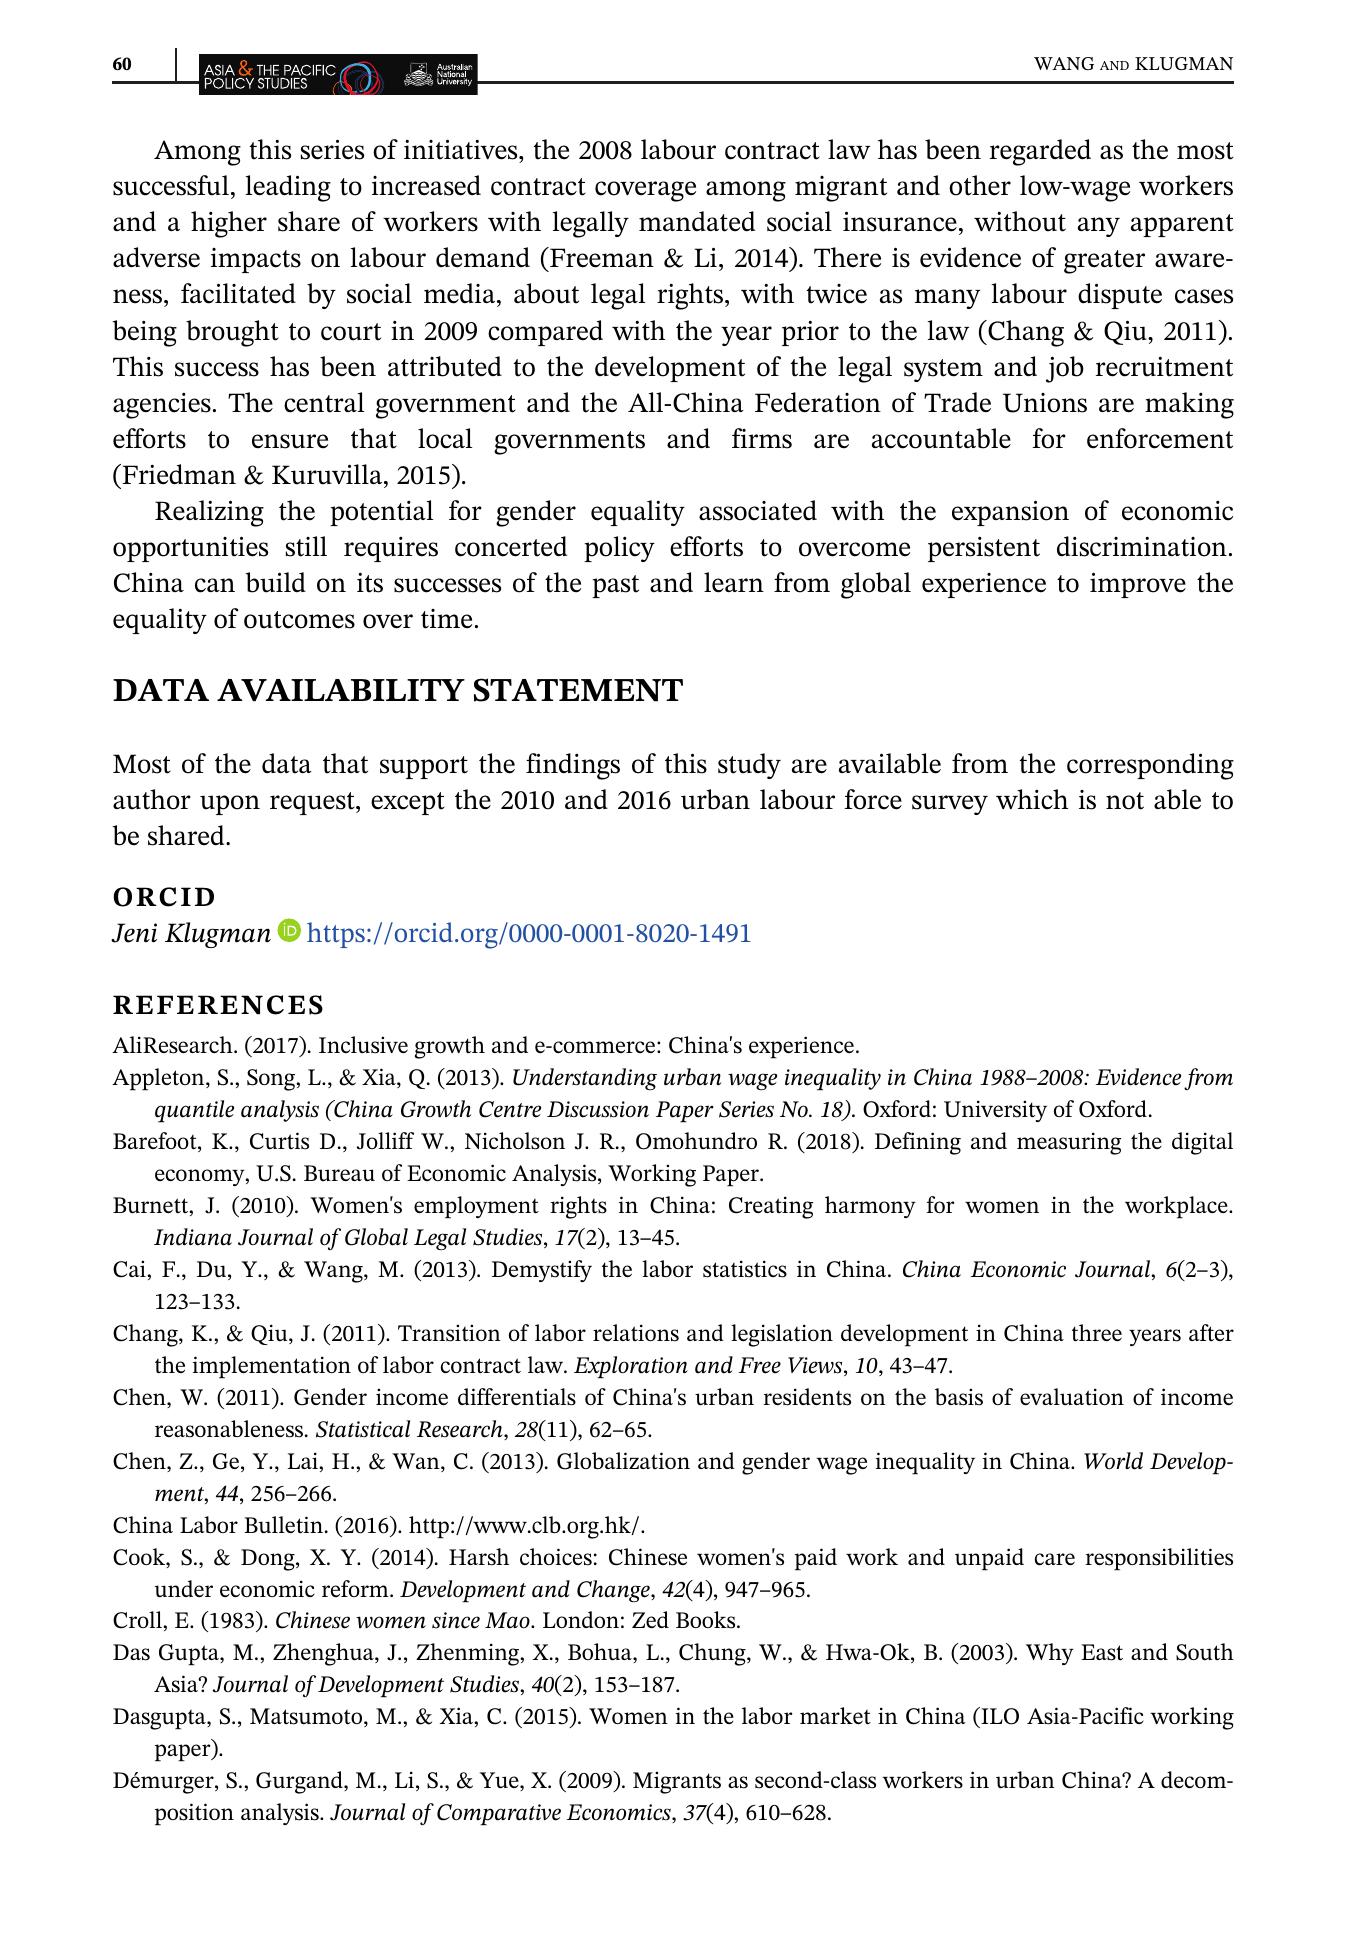 60
ASIA & THE PACIFIC
POLICY STUDIES
Australian
National
University
WANG AND KLUGMAN
Among this series of initiatives, the 2008 labour contract law has been regarded as the most
successful, leading to increased contract coverage among migrant and other low-wage workers
and a higher share of workers with legally mandated social insurance, without any apparent
adverse impacts on labour demand (Freeman & Li, 2014). There is evidence of greater aware-
ness, facilitated by social media, about legal rights, with twice as many labour dispute cases
being brought to court in 2009 compared with the year prior to the law (Chang & Qiu, 2011).
This success has been attributed to the development of the legal system and job recruitment
agencies. The central government and the All-China Federation of Trade Unions are making
efforts to ensure that local governments and firms are accountable for enforcement
(Friedman & Kuruvilla, 2015).
Realizing the potential for gender equality associated with the expansion of economic
opportunities still requires concerted policy efforts to overcome persistent discrimination.
China can build on its successes of the past and learn from global experience to improve the
equality of outcomes over time.
DATA AVAILABILITY STATEMENT
Most of the data that support the findings of this study are available from the corresponding
author upon request, except the 2010 and 2016 urban labour force survey which is not able to
be shared.
ORCID
Jeni Klugman iD https://orcid.org/0000-0001-8020-1491
REFERENCES
AliResearch. (2017). Inclusive growth and e-commerce: China's experience.
Appleton, S., Song, L., & Xia, Q. (2013). Understanding urban wage inequality in China 1988–2008: Evidence from
quantile analysis (China Growth Centre Discussion Paper Series No. 18). Oxford: University of Oxford.
Barefoot, K., Curtis D., Jolliff W., Nicholson J. R., Omohundro R. (2018). Defining and measuring the digital
economy, U.S. Bureau of Economic Analysis, Working Paper.
Burnett, J. (2010). Women's employment rights in China: Creating harmony for women in the workplace.
Indiana Journal of Global Legal Studies, 17(2), 13–45.
Cai, F., Du, Y., & Wang, M. (2013). Demystify the labor statistics in China. China Economic Journal, 6(2–3),
123–133.
Chang, K., & Qiu, J. (2011). Transition of labor relations and legislation development in China three years after
the implementation of labor contract law. Exploration and Free Views, 10, 43–47.
Chen, W. (2011). Gender income differentials of China's urban residents on the basis of evaluation of income
reasonableness. Statistical Research, 28(11), 62–65.
Chen, Z., Ge, Y., Lai, H., & Wan, C. (2013). Globalization and gender wage inequality in China. World Develop-
ment, 44, 256–266.
China Labor Bulletin. (2016). http://www.clb.org.hk/.
Cook, S., & Dong, X. Y. (2014). Harsh choices: Chinese women's paid work and unpaid care responsibilities
under economic reform. Development and Change, 42(4), 947–965.
Croll, E. (1983). Chinese women since Mao. London: Zed Books.
Das Gupta, M., Zhenghua, J., Zhenming, X., Bohua, L., Chung, W., & Hwa-Ok, B. (2003). Why East and South
Asia? Journal of Development Studies, 40(2), 153–187.
Dasgupta, S., Matsumoto, M., & Xia, C. (2015). Women in the labor market in China (ILO Asia-Pacific working
paper).
Démurger, S., Gurgand, M., Li, S., & Yue, X. (2009). Migrants as second-class workers in urban China? A decom-
position analysis. Journal of Comparative Economics, 37(4), 610–628.